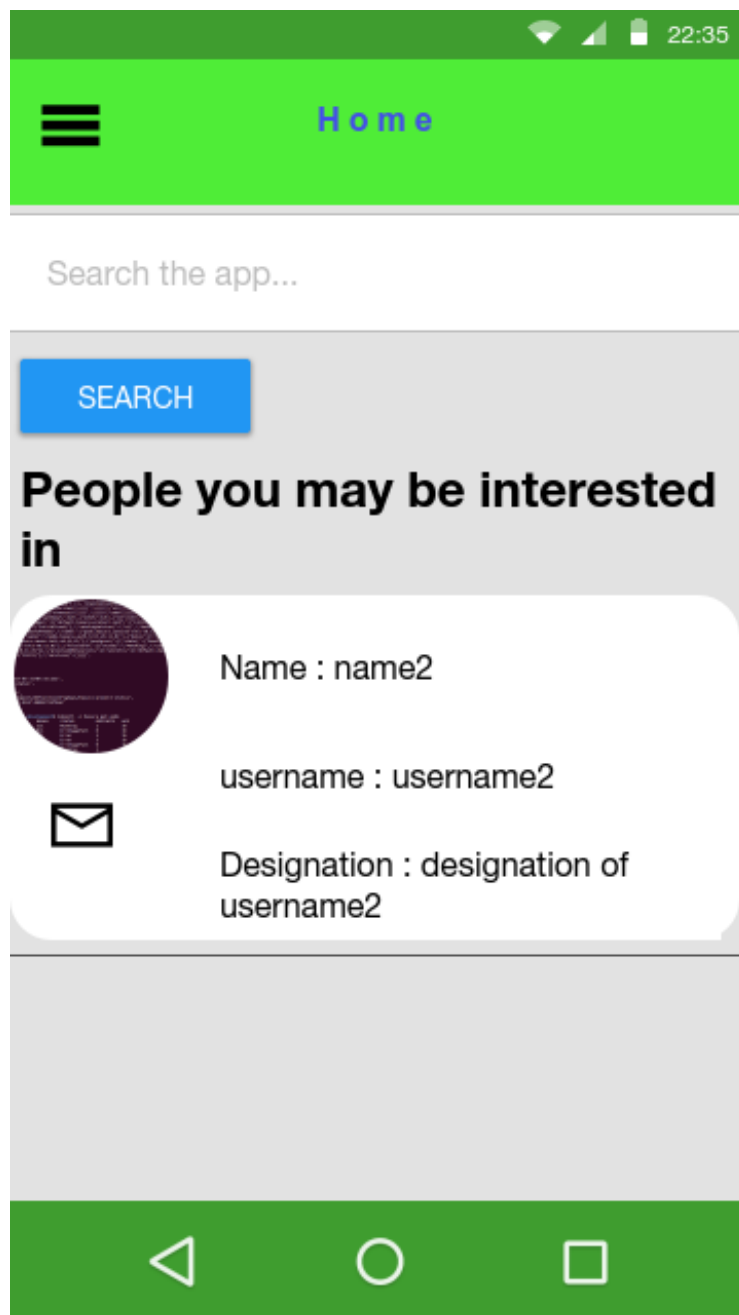 22:35
Home
Search the app...
SEARCH
People you may be interested
in
Name : name2
username : username2
Designation : designation of
username2